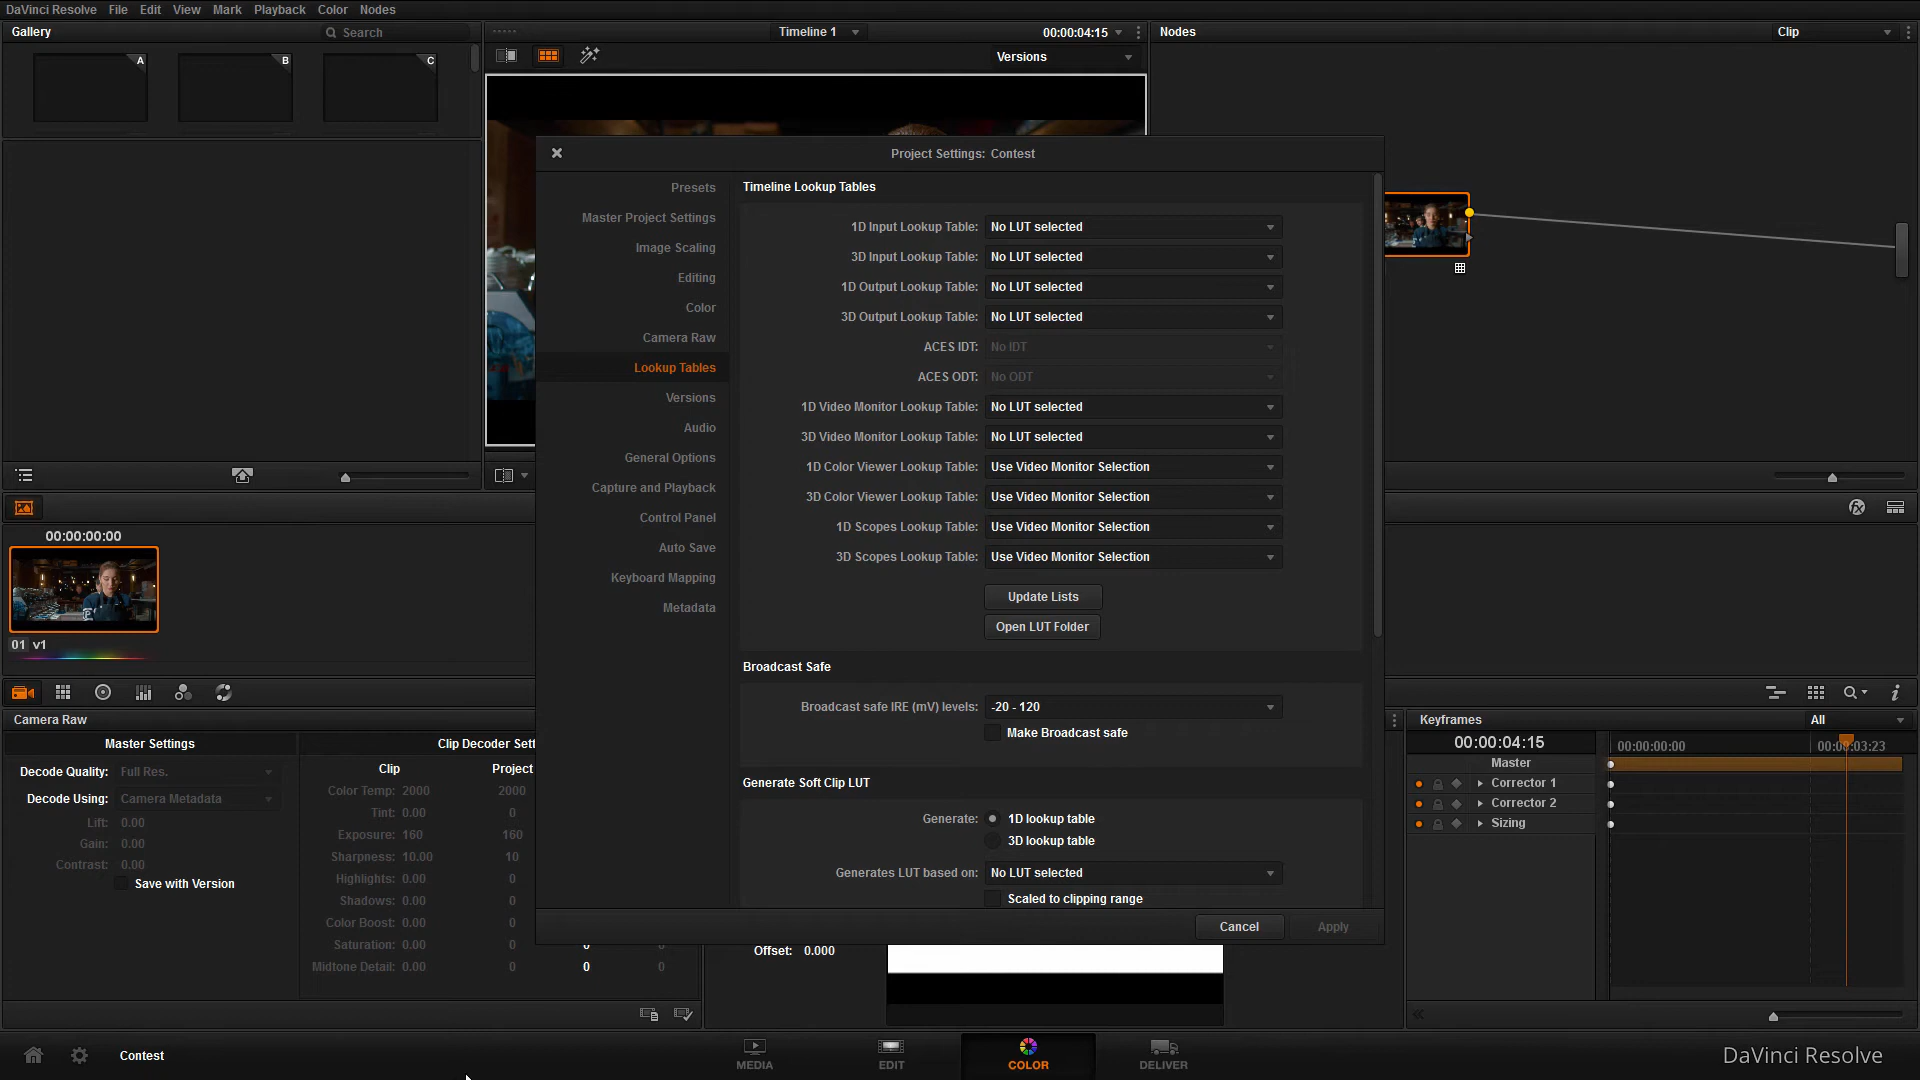 DaVinci Resolve File Edit View Mark Playback Color Nodes
Gallery
Search
A
B
C
Timeline 1
00:00:04:15
Versions
Nodes
Clip
Project Settings: Contest
Presets
Master Project Settings
Image Scaling
Editing
Color
Camera Raw
Lookup Tables
Versions
Audio
General Options
Capture and Playback
Control Panel
Auto Save
Keyboard Mapping
Metadata
Timeline Lookup Tables
1D Input Lookup Table: No LUT selected
3D Input Lookup Table: No LUT selected
1D Output Lookup Table: No LUT selected
3D Output Lookup Table: No LUT selected
ACES IDT: No IDT
ACES ODT: No ODT
1D Video Monitor Lookup Table: No LUT selected
3D Video Monitor Lookup Table: No LUT selected
1D Color Viewer Lookup Table: Use Video Monitor Selection
3D Color Viewer Lookup Table: Use Video Monitor Selection
1D Scopes Lookup Table: Use Video Monitor Selection
3D Scopes Lookup Table: Use Video Monitor Selection
Update Lists
Open LUT Folder
Broadcast Safe
Broadcast safe IRE (mV) levels: -20 - 120
Make Broadcast safe
Generate Soft Clip LUT
Generate: 1D lookup table
3D lookup table
Generates LUT based on: No LUT selected
Scaled to clipping range
Cancel
Apply
00:00:00:00
01 v1
Camera Raw
Master Settings
Decode Quality: Full Res.
Decode Using: Camera Metadata
Lift: 0.00
Gain: 0.00
Contrast: 0.00
Save with Version
Clip Decoder Sett
Clip Project
Color Temp: 2000 2000
Tint: 0.00 0
Exposure: 160 160
Sharpness: 10.00 10
Highlights: 0.00 0
Shadows: 0.00 0
Color Boost: 0.00 0
Saturation: 0.00 0 0 0
Midtone Detail: 0.00 0 0 0
Offset: 0.000
Keyframes
All
00:00:04:15
00:00:00:00
00:00:03:23
Master
Corrector 1
Corrector 2
Sizing
Contest
MEDIA
EDIT
COLOR
DELIVER
DaVinci Resolve